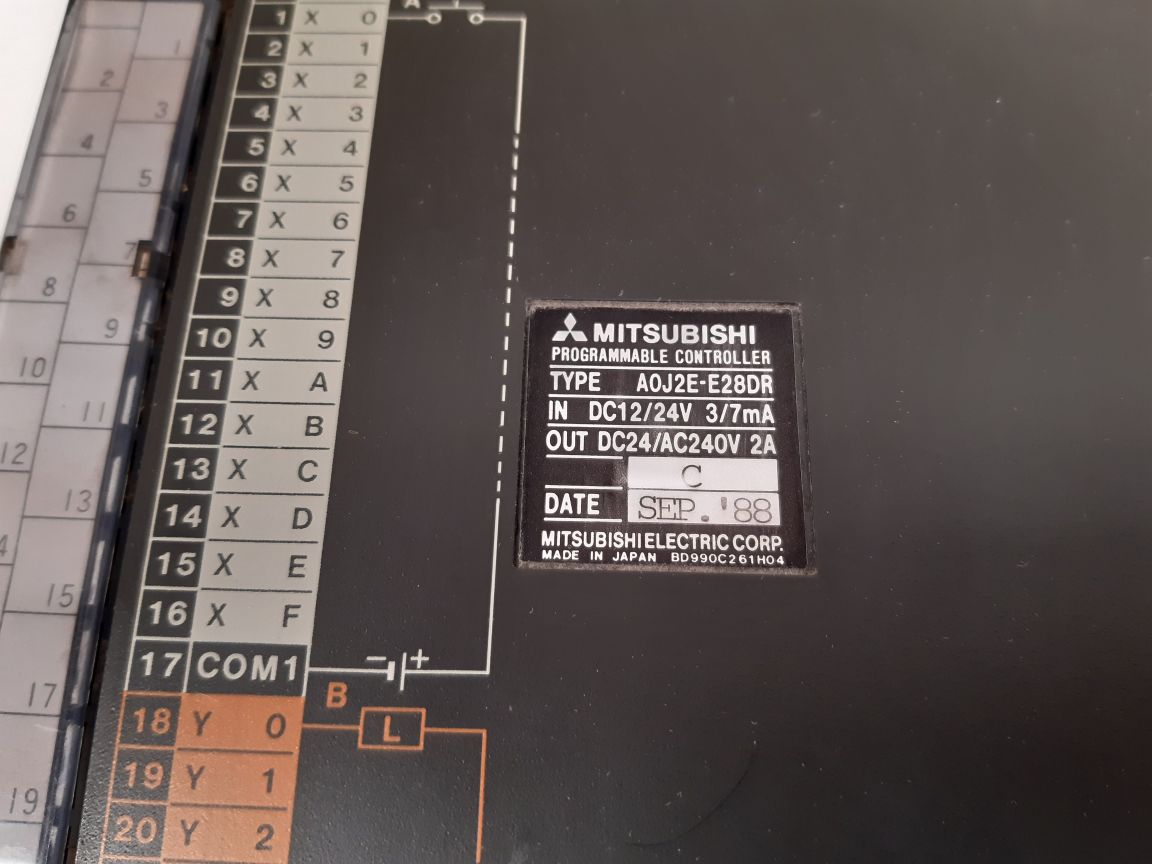 A
1 X 0
2 X 1
3 X 2
4 X 3
5 X 4
6 X 5
7 X 6
8 X 7
9 X 8
10 X 9
11 X A
12 X B
13 X C
14 X D
15 X E
16 X F
17 COM1
- +
B
18 Y 0
L
19 Y 1
20 Y 2
1
2
3
4
5
6
7
8
9
10
11
12
13
4
15
17
19
MITSUBISHI
PROGRAMMABLE CONTROLLER
TYPE A0J2E-E28DR
IN DC12/24V 3/7mA
OUT DC24/AC240V 2A
C
DATE SEP. '88
MITSUBISHI ELECTRIC CORP.
MADE IN JAPAN BD990C261H04